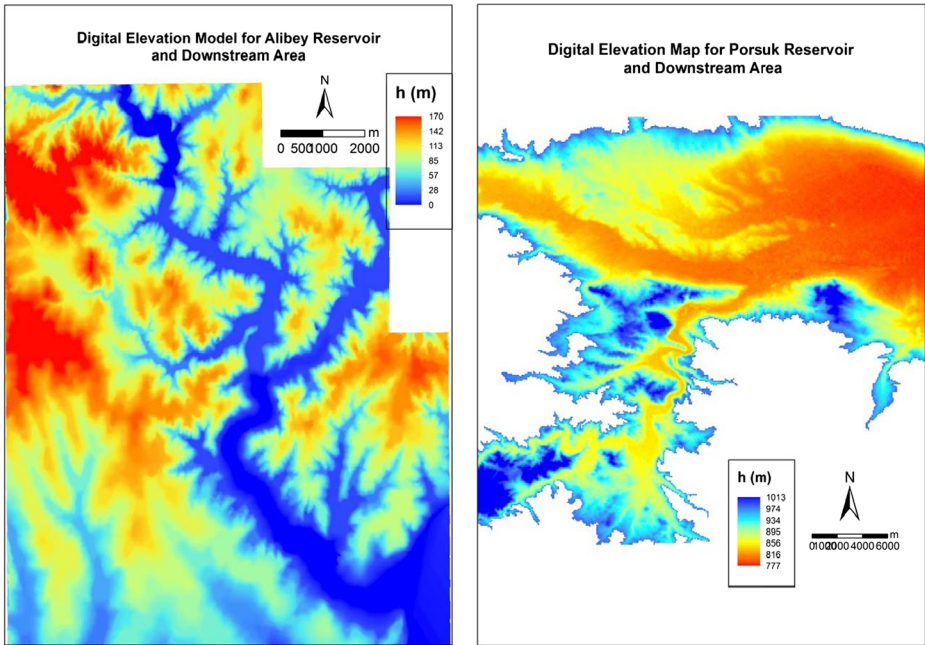 Digital Elevation Model for Alibey Reservoir
and Downstream Area
N
m
0 500 1000 2000
h (m)
170
142
113
85
57
28
0
Digital Elevation Map for Porsuk Reservoir
and Downstream Area
h (m)
1013
974
934
895
856
816
777
N
m
0 1000 2000 4000 6000